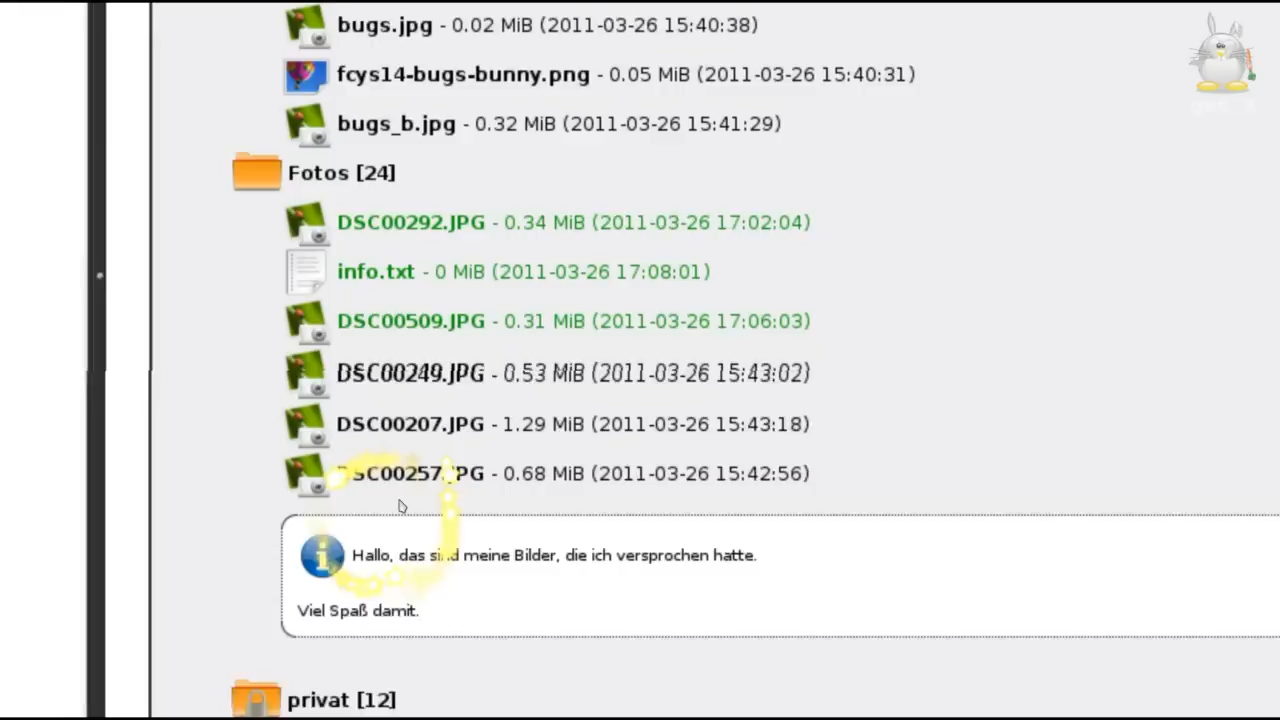 bugs.jpg - 0.02 MiB (2011-03-26 15:40:38)
fcys14-bugs-bunny.png - 0.05 MiB (2011-03-26 15:40:31)
bugs_b.jpg - 0.32 MiB (2011-03-26 15:41:29)
Fotos [24]
DSC00292.JPG - 0.34 MiB (2011-03-26 17:02:04)
info.txt - 0 MiB (2011-03-26 17:08:01)
DSC00509.JPG - 0.31 MiB (2011-03-26 17:06:03)
DSC00249.JPG - 0.53 MiB (2011-03-26 15:43:02)
DSC00207.JPG - 1.29 MiB (2011-03-26 15:43:18)
DSC00257.JPG - 0.68 MiB (2011-03-26 15:42:56)
Hallo, das sind meine Bilder, die ich versprochen hatte.
Viel Spaß damit.
privat [12]